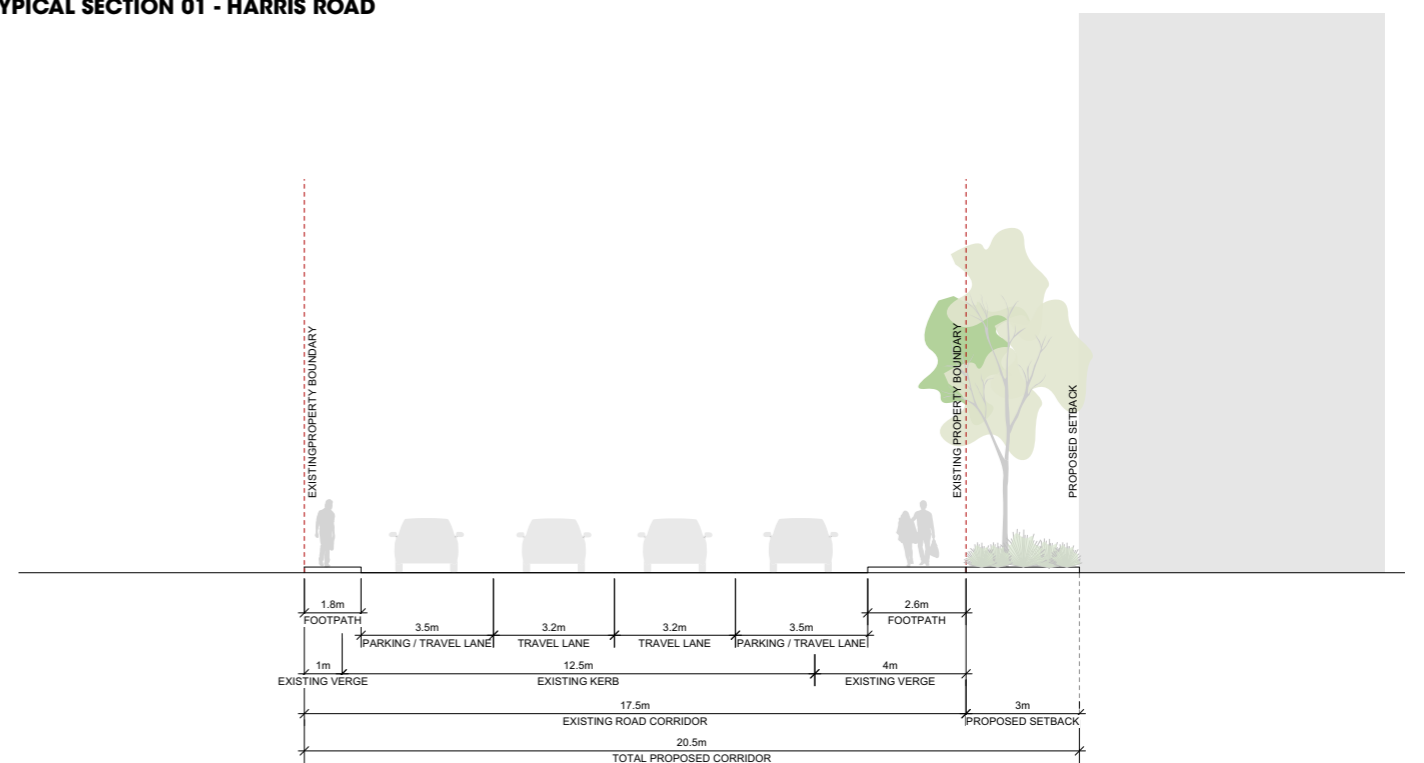 YPICAL SECTION 01 - HARRIS ROAD
EXISTINGPROPERTY BOUNDARY
EXISTING PROPERTY BOUNDARY
PROPOSED SETBACK
1.8m
FOOTPATH
2.6m
FOOTPATH
3.5m
PARKING / TRAVEL LANE
3.2m
TRAVEL LANE
3.2m
TRAVEL LANE
3.5m
PARKING / TRAVEL LANE
1m
EXISTING VERGE
12.5m
EXISTING KERB
4m
EXISTING VERGE
17.5m
EXISTING ROAD CORRIDOR
3m
PROPOSED SETBACK
20.5m
TOTAL PROPOSED CORRIDOR